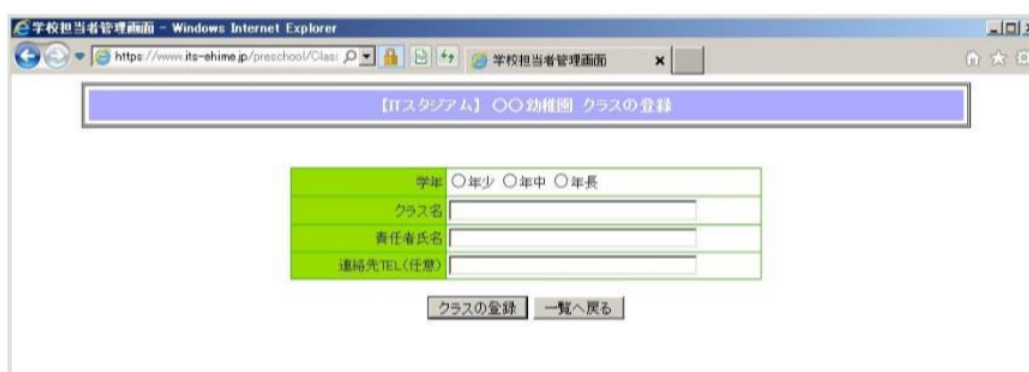 学校担当者管理画面 - Windows Internet Explorer
https://www.its-ehime.jp/preschool/Clas: 学校担当者管理画面
【ITスタジアム】 〇〇幼稚園 クラスの登録
学年 ○年少 ○年中 ○年長
クラス名
責任者氏名
連絡先TEL(任意)
クラスの登録 一覧へ戻る